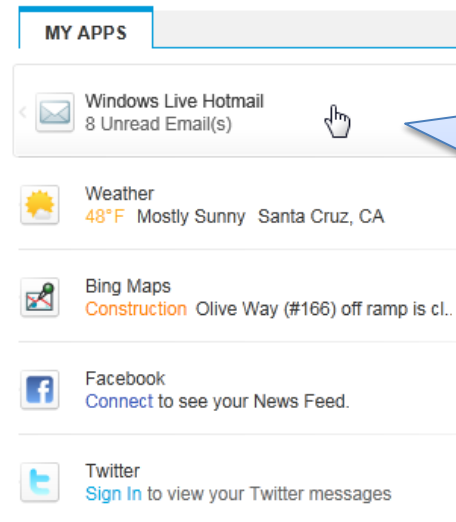 MY APPS
Windows Live Hotmail
8 Unread Email(s)
Weather
48°F Mostly Sunny Santa Cruz, CA
Bing Maps
Construction Olive Way (#166) off ramp is cl..
Facebook
Connect to see your News Feed.
Twitter
Sign In to view your Twitter messages